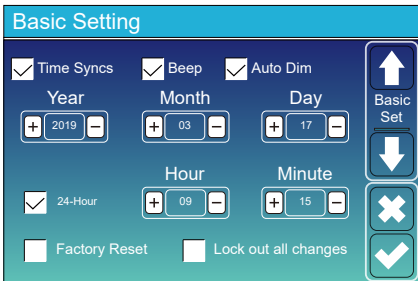 Basic Setting
Time Syncs Beep Auto Dim
Year Month Day
+ 2019 − + 03 − + 17 −
Basic
Set
Hour Minute
24-Hour + 09 − + 15 −
Factory Reset Lock out all changes